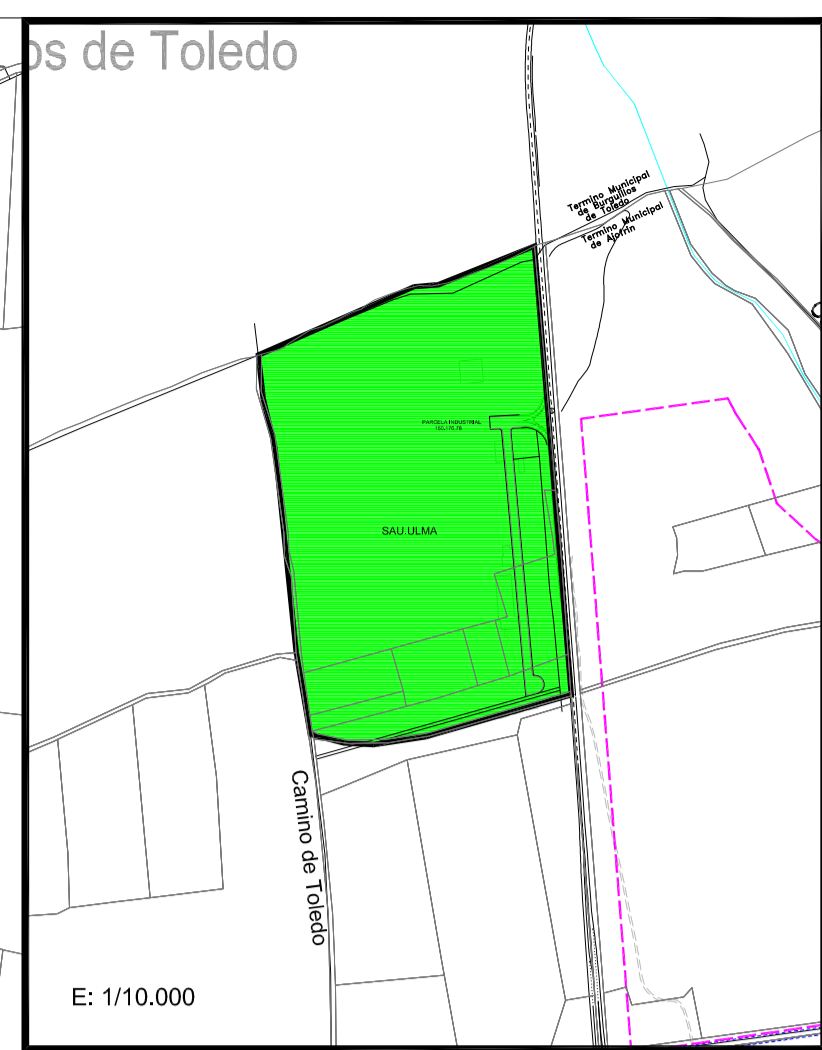 os de Toledo
Termino Municipal
de Burguillos
de Toledo
Termino Municipal
de Ajofrin
PARCELA INDUSTRIAL
SAU.ULMA
Camino de Toledo
E: 1/10.000